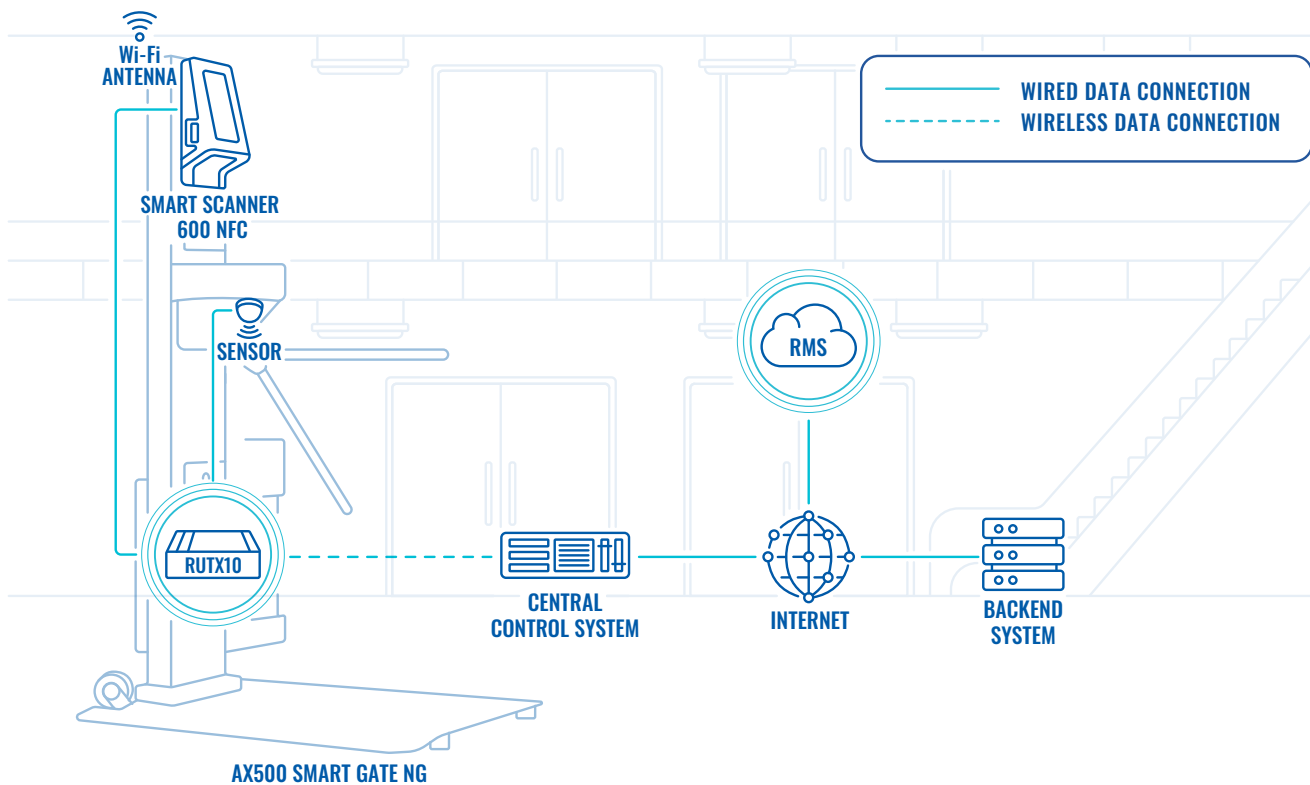 Wi-Fi
ANTENNA
WIRED DATA CONNECTION
WIRELESS DATA CONNECTION
SMART SCANNER
600 NFC
SENSOR
RMS
RUTX10
CENTRAL
CONTROL SYSTEM
INTERNET
BACKEND
SYSTEM
AX500 SMART GATE NG